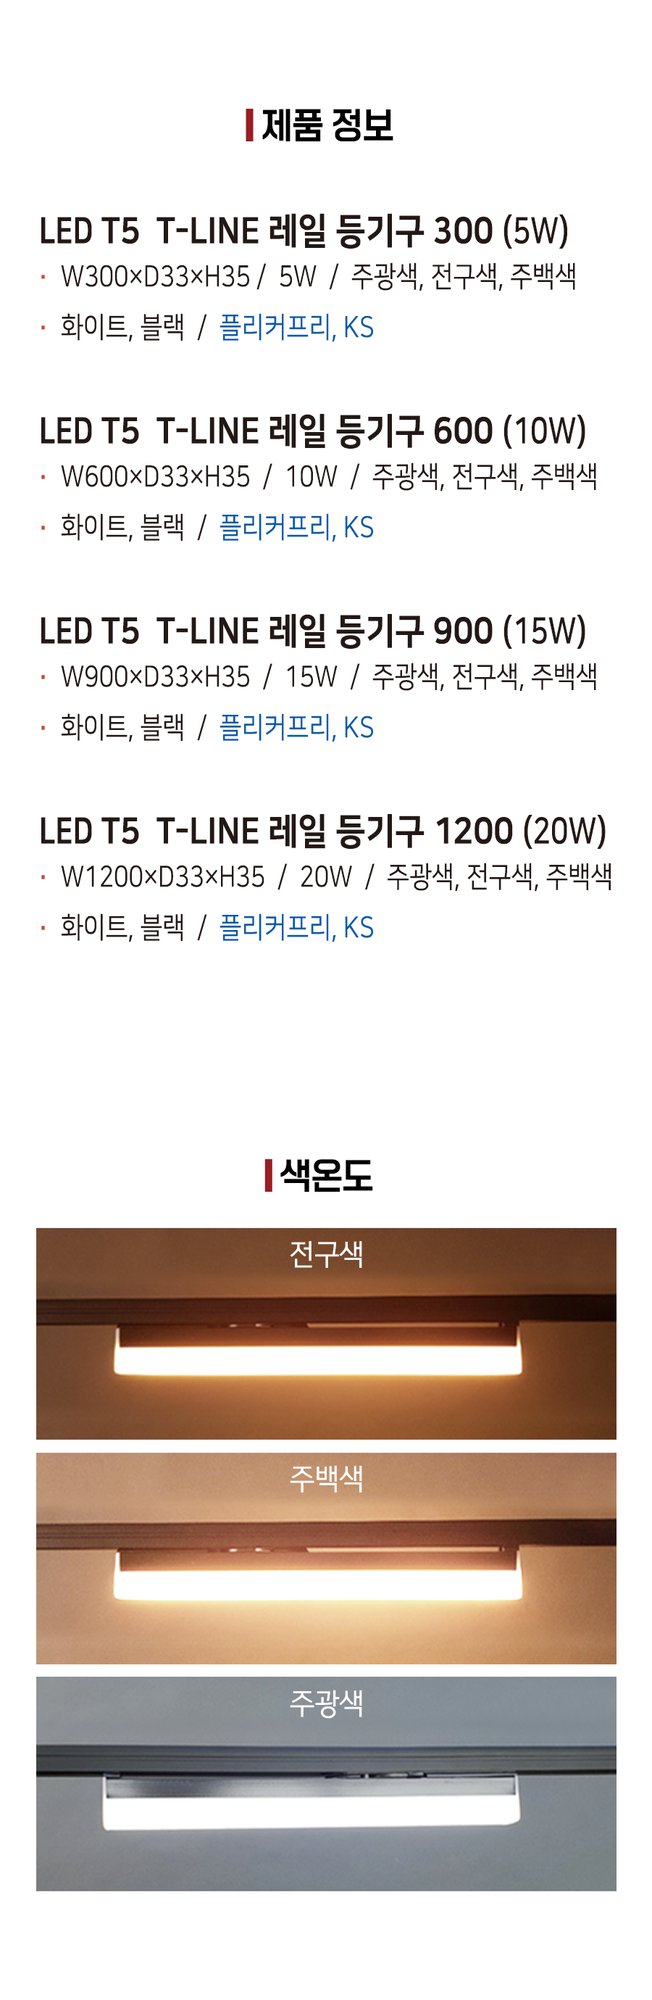 제품 정보
LED T5 T-LINE 레일 등기구 300 (5W)
· W300×D33×H35 / 5W / 주광색, 전구색, 주백색
· 화이트, 블랙 / 플리커프리, KS
LED T5 T-LINE 레일 등기구 600 (10W)
· W600×D33×H35 / 10W / 주광색, 전구색, 주백색
· 화이트, 블랙 / 플리커프리, KS
LED T5 T-LINE 레일 등기구 900 (15W)
· W900×D33×H35 / 15W / 주광색, 전구색, 주백색
· 화이트, 블랙 / 플리커프리, KS
LED T5 T-LINE 레일 등기구 1200 (20W)
· W1200×D33×H35 / 20W / 주광색, 전구색, 주백색
· 화이트, 블랙 / 플리커프리, KS
색온도
전구색
주백색
주광색